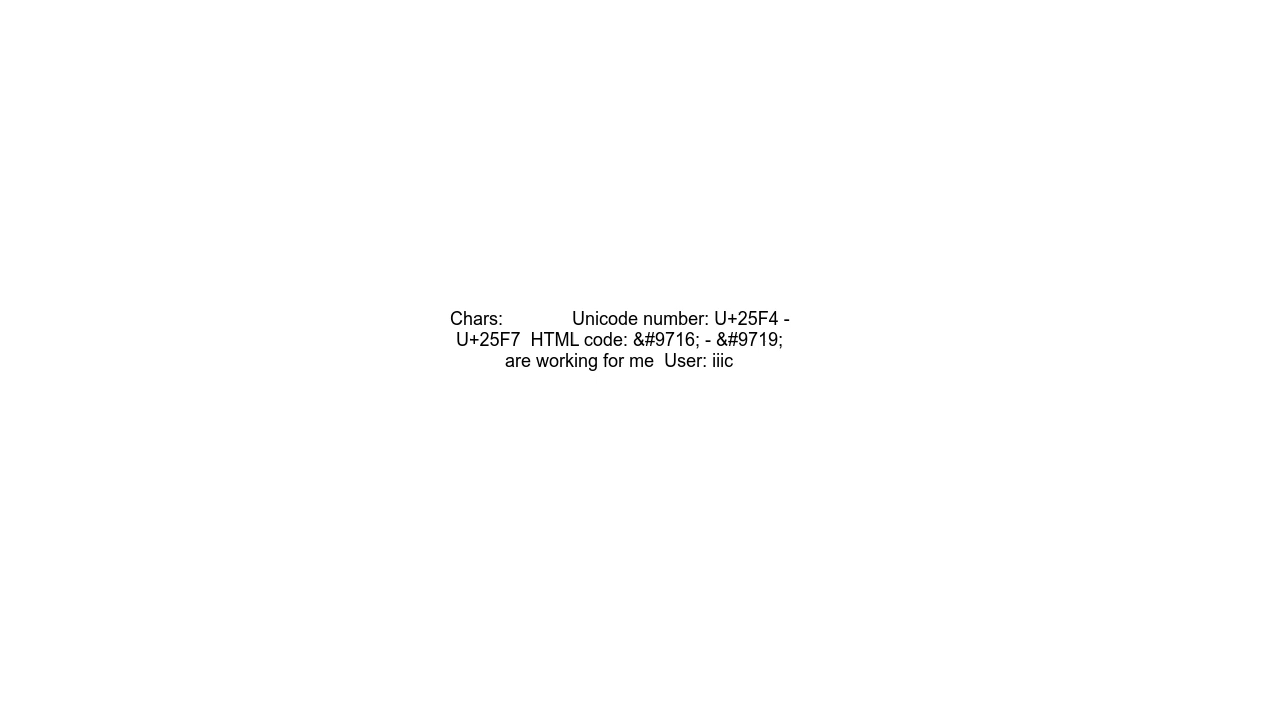 Chars:              Unicode number: U+25F4 -
U+25F7  HTML code: &#9716; - &#9719;
are working for me  User: iiic